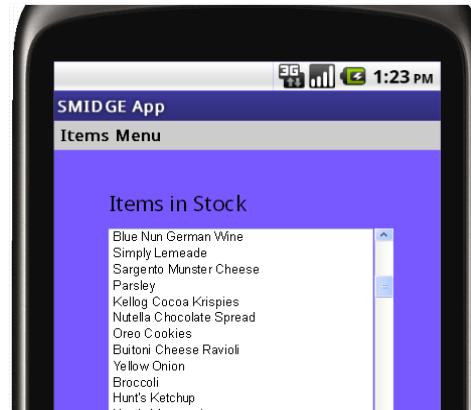 3G 1:23 PM
SMIDGE App
Items Menu
Items in Stock
Blue Nun German Wine
Simply Lemeade
Sargento Munster Cheese
Parsley
Kellog Cocoa Krispies
Nutella Chocolate Spread
Oreo Cookies
Buitoni Cheese Ravioli
Yellow Onion
Broccoli
Hunt's Ketchup